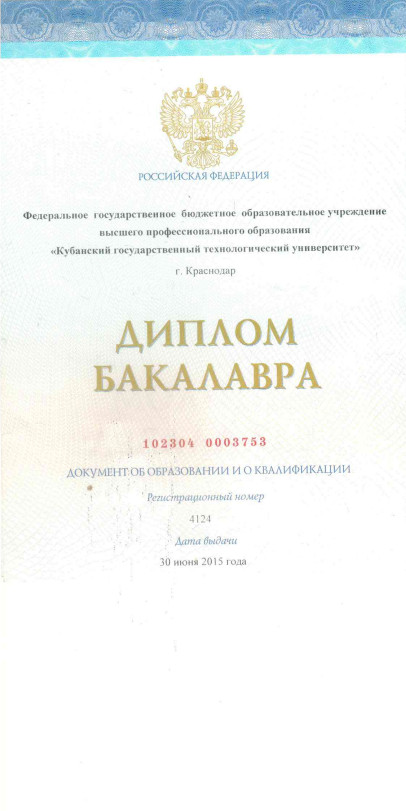 РОССИЙСКАЯ ФЕДЕРАЦИЯ
Федеральное государственное бюджетное образовательное учреждение
высшего профессионального образования
«Кубанский государственный технологический университет»
г. Краснодар
ДИПЛОМ
БАКАЛАВРА
102304 0003753
ДОКУМЕНТ ОБ ОБРАЗОВАНИИ И О КВАЛИФИКАЦИИ
Регистрационный номер
4124
Дата выдачи
30 июня 2015 года